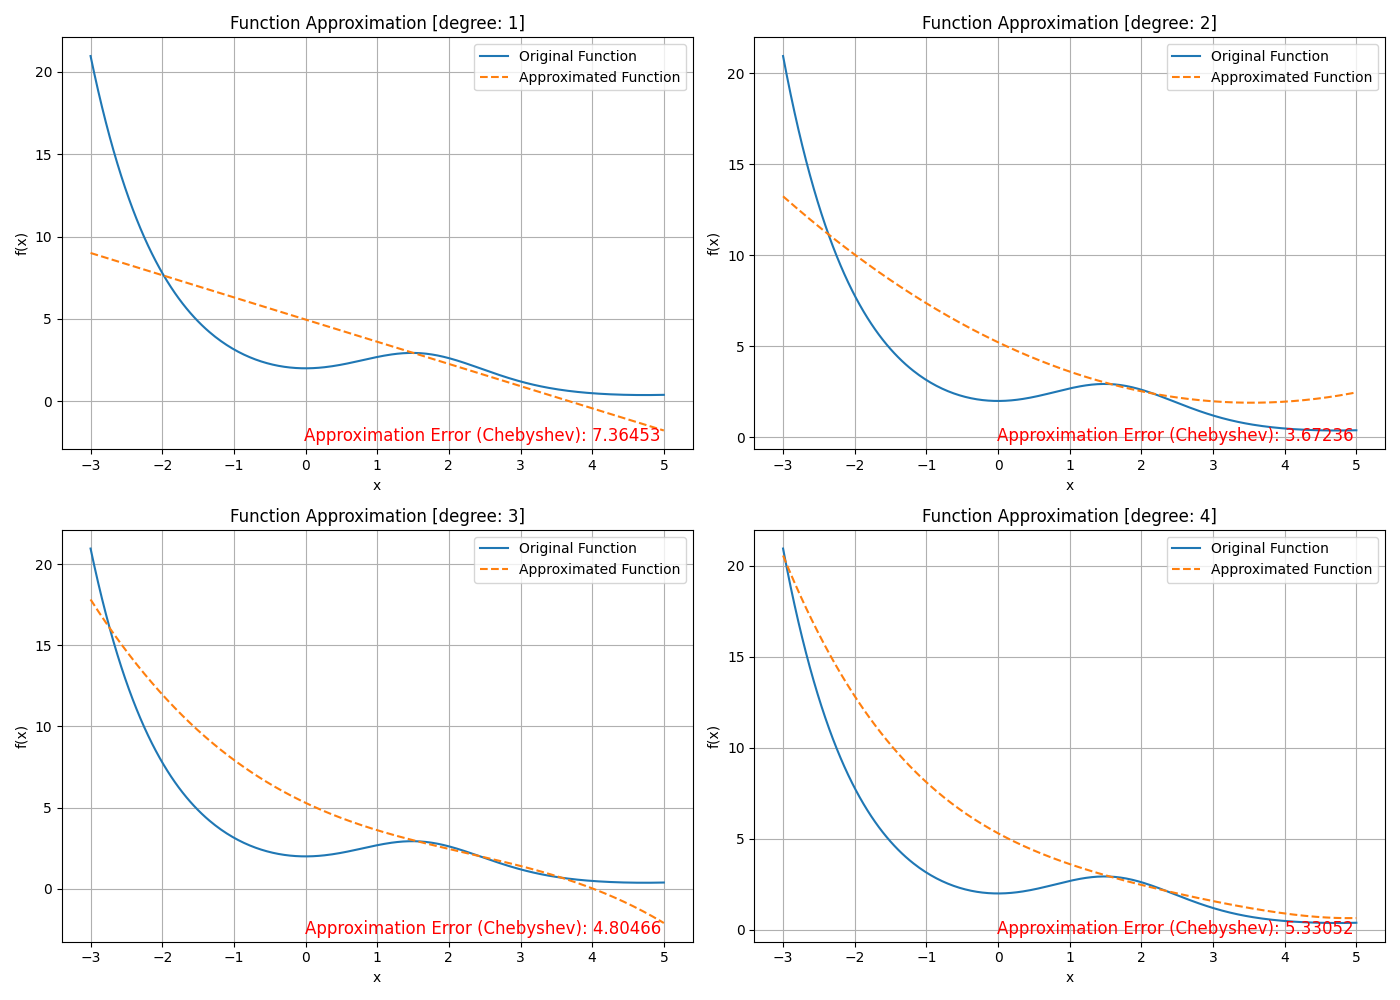 Function Approximation [degree: 1]
Original Function
Approximated Function
f(x)
20
15
10
5
0
Approximation Error (Chebyshev): 7.36453
−3 −2 −1 0 1 2 3 4 5
x
Function Approximation [degree: 2]
Original Function
Approximated Function
f(x)
20
15
10
5
0
Approximation Error (Chebyshev): 3.67236
−3 −2 −1 0 1 2 3 4 5
x
Function Approximation [degree: 3]
Original Function
Approximated Function
f(x)
20
15
10
5
0
Approximation Error (Chebyshev): 4.80466
−3 −2 −1 0 1 2 3 4 5
x
Function Approximation [degree: 4]
Original Function
Approximated Function
f(x)
20
15
10
5
0
Approximation Error (Chebyshev): 5.33052
−3 −2 −1 0 1 2 3 4 5
x